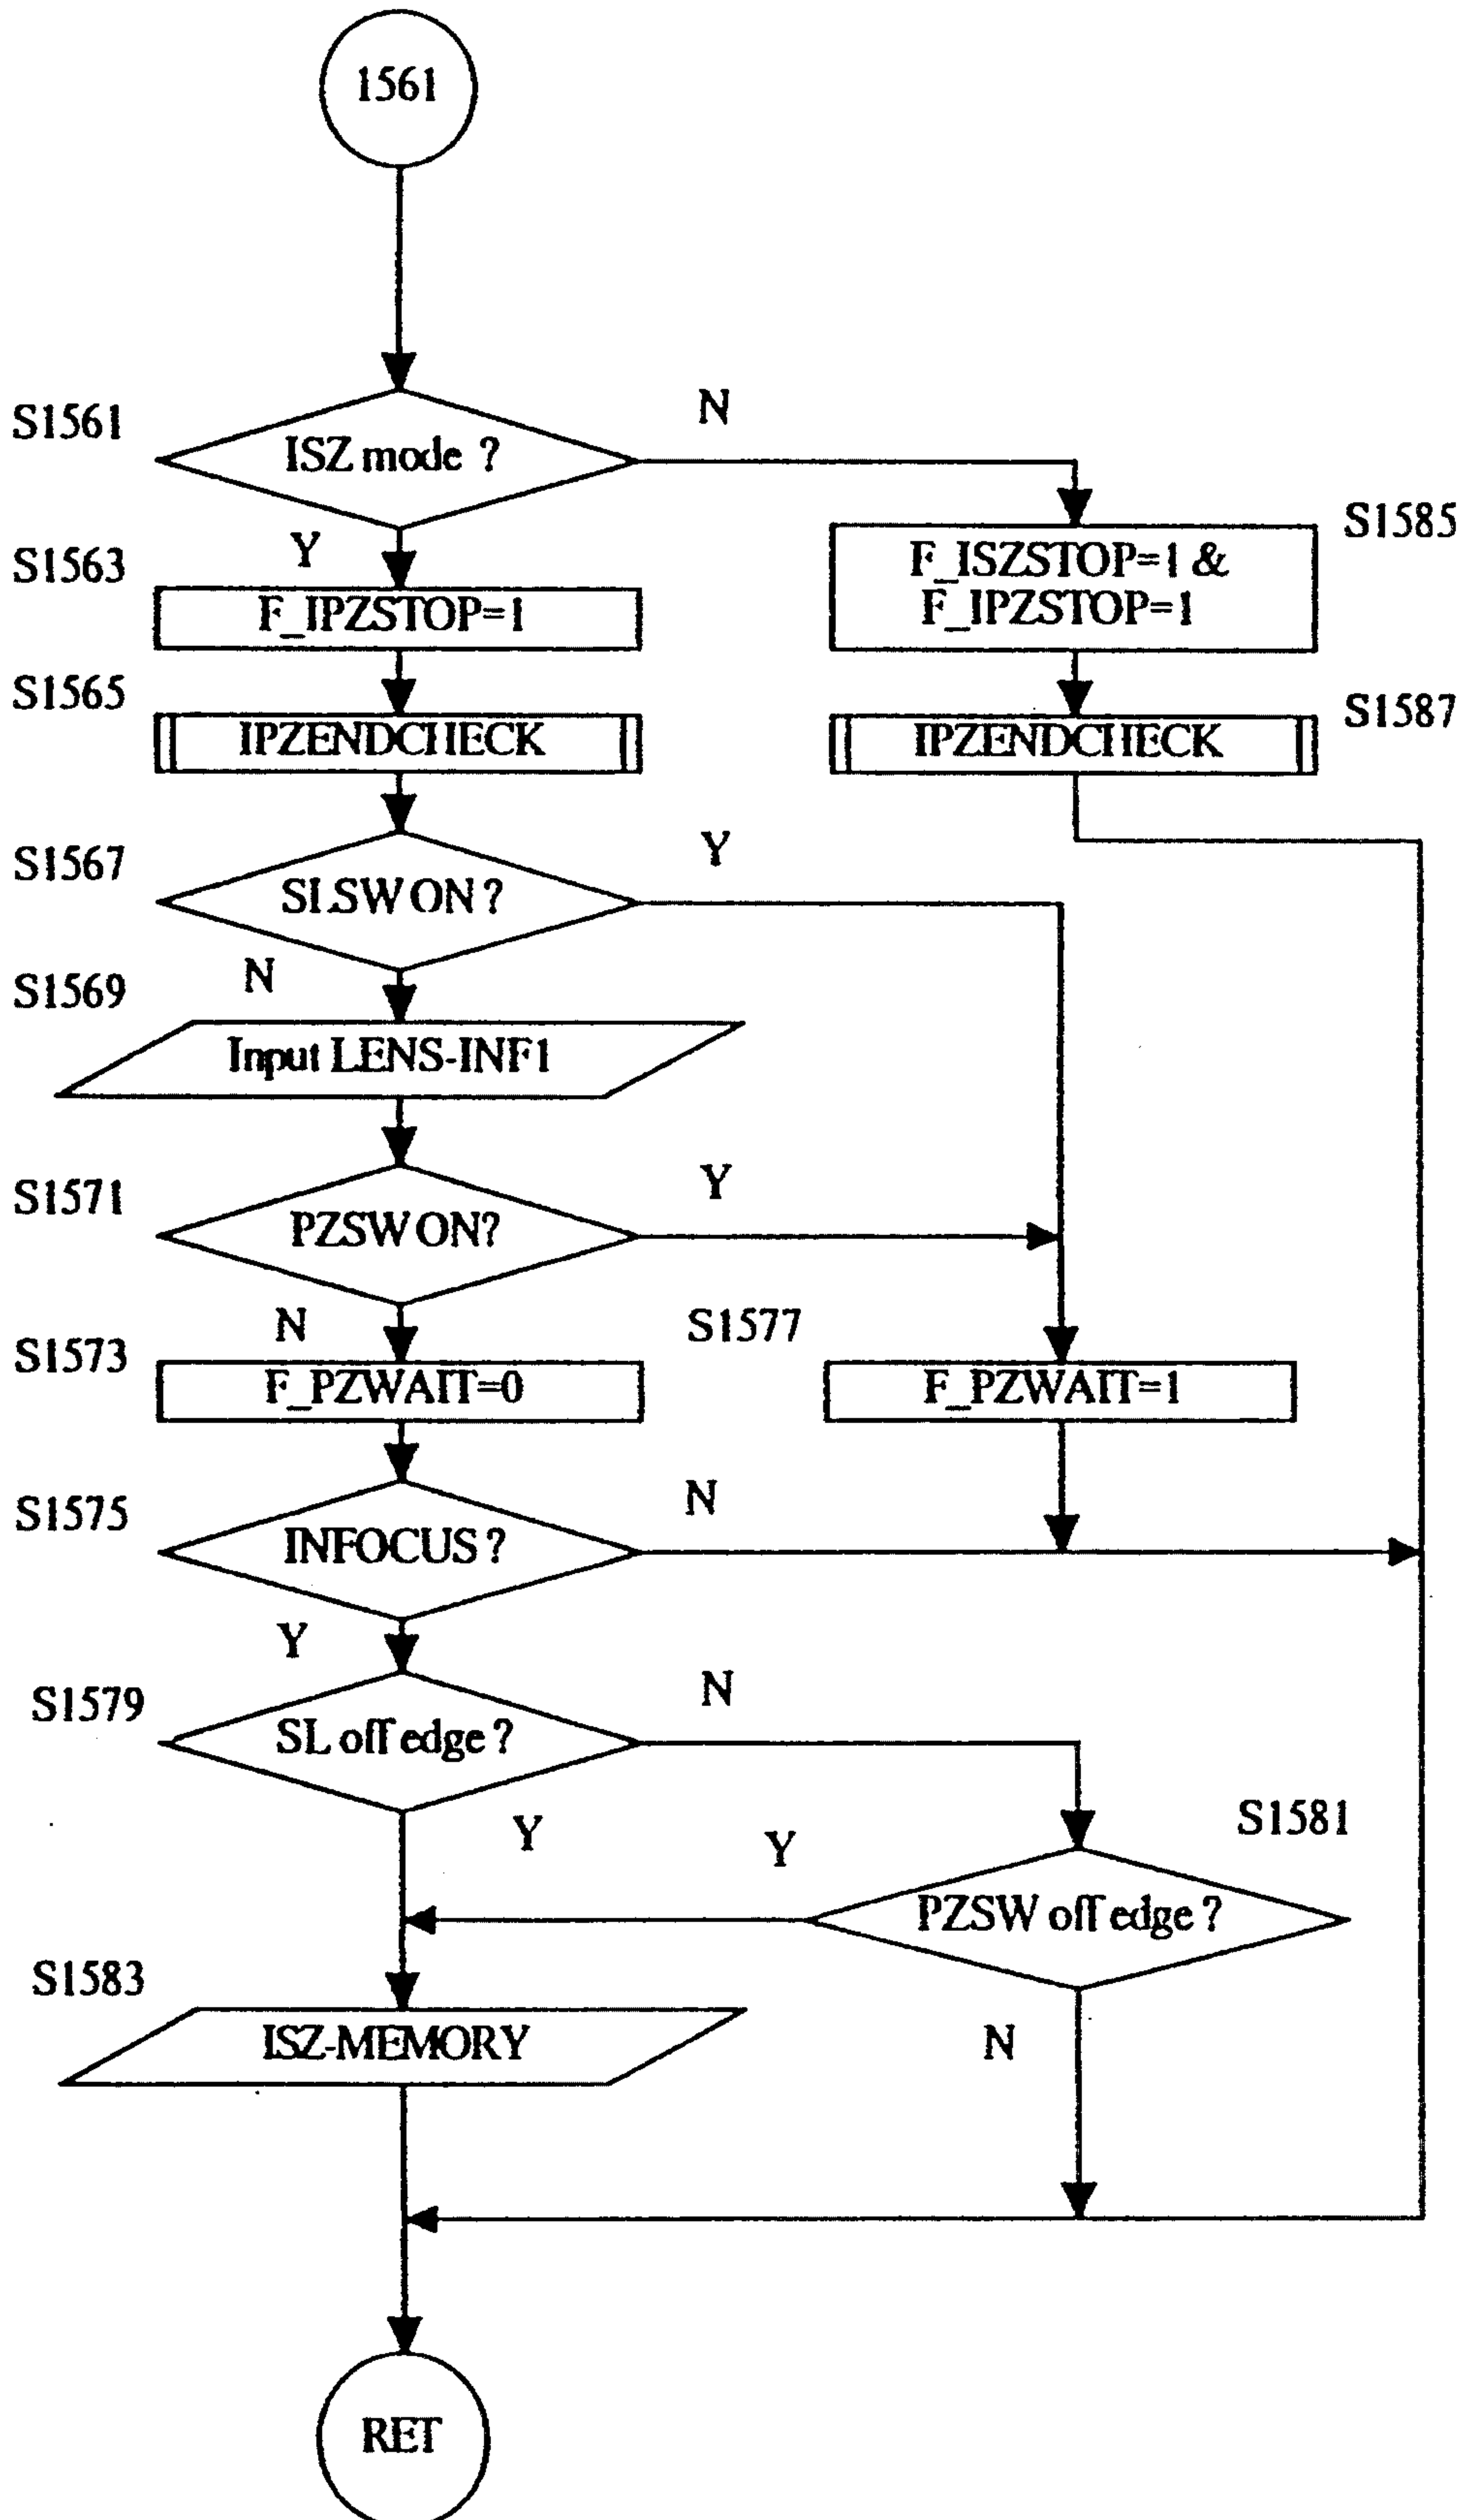 1561
S1561
ISZ mode ?
N
Y
S1563
F_IPZSTOP=1
S1585
F_ISZSTOP=1 &
F_IPZSTOP=1
S1565
IPZENDCHECK
S1587
IPZENDCHECK
S1567
SLSW ON ?
Y
N
S1569
Input LENS-INF1
S1571
PZSW ON?
Y
N
S1573
F_PZWAIT=0
S1577
F_PZWAIT=1
S1575
INFOCUS ?
N
Y
S1579
SL off edge ?
N
Y
S1581
PZSW off edge ?
Y
N
S1583
ISZ-MEMORY
RET